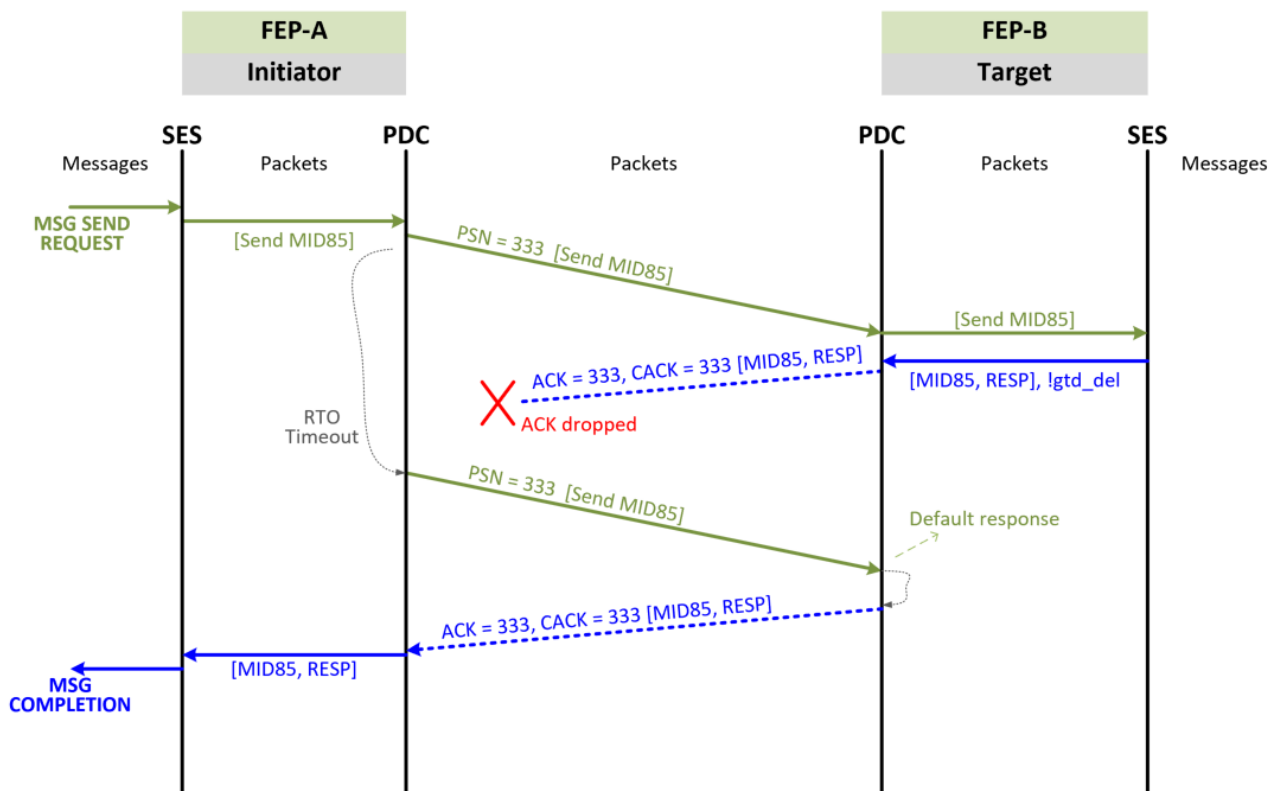 FEP-A
FEP-B
Initiator
Target
SES
PDC
PDC
SES
Messages
Packets
Packets
Packets
Messages
MSG SEND
REQUEST
[Send MID85]
PSN = 333 [Send MID85]
[Send MID85]
ACK = 333, CACK = 333 [MID85, RESP]
[MID85, RESP], !gtd_del
ACK dropped
RTO
Timeout
PSN = 333 [Send MID85]
Default response
ACK = 333, CACK = 333 [MID85, RESP]
[MID85, RESP]
MSG
COMPLETION